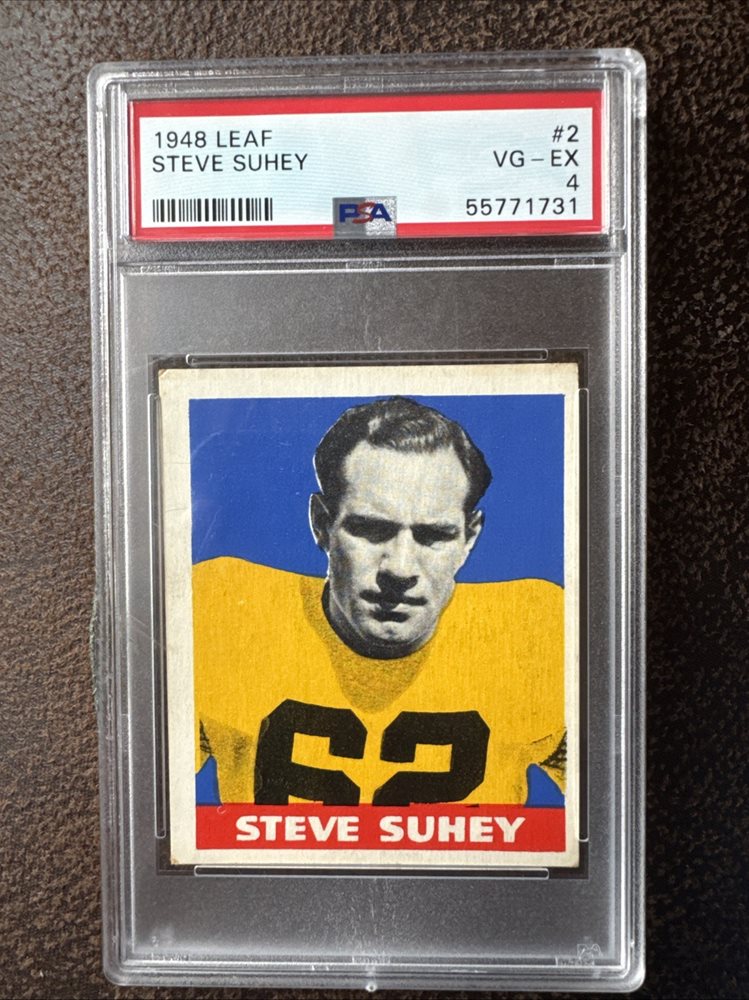 1948 LEAF #2
STEVE SUHEY VG – EX
4
PSA 55771731
62
STEVE SUHEY